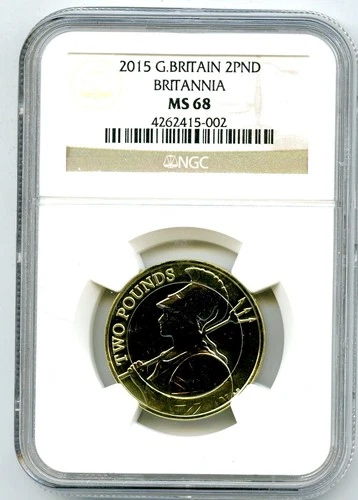 2015 G.BRITAIN 2PND
BRITANNIA
MS 68
4262415-002
NGC
TWO POUNDS